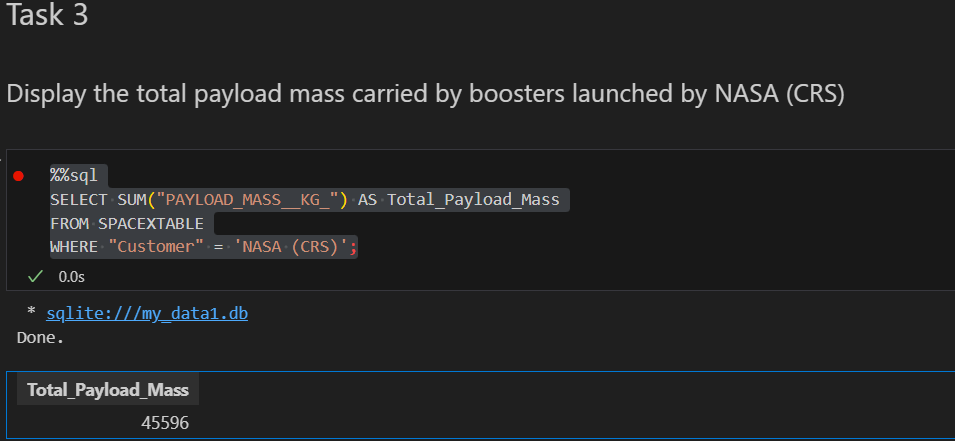 Task 3
Display the total payload mass carried by boosters launched by NASA (CRS)
%%sql
SELECT SUM("PAYLOAD_MASS__KG_") AS Total_Payload_Mass
FROM SPACEXTABLE
WHERE "Customer" = 'NASA (CRS)';
✓ 0.0s
* sqlite:///my_data1.db
Done.
Total_Payload_Mass
45596